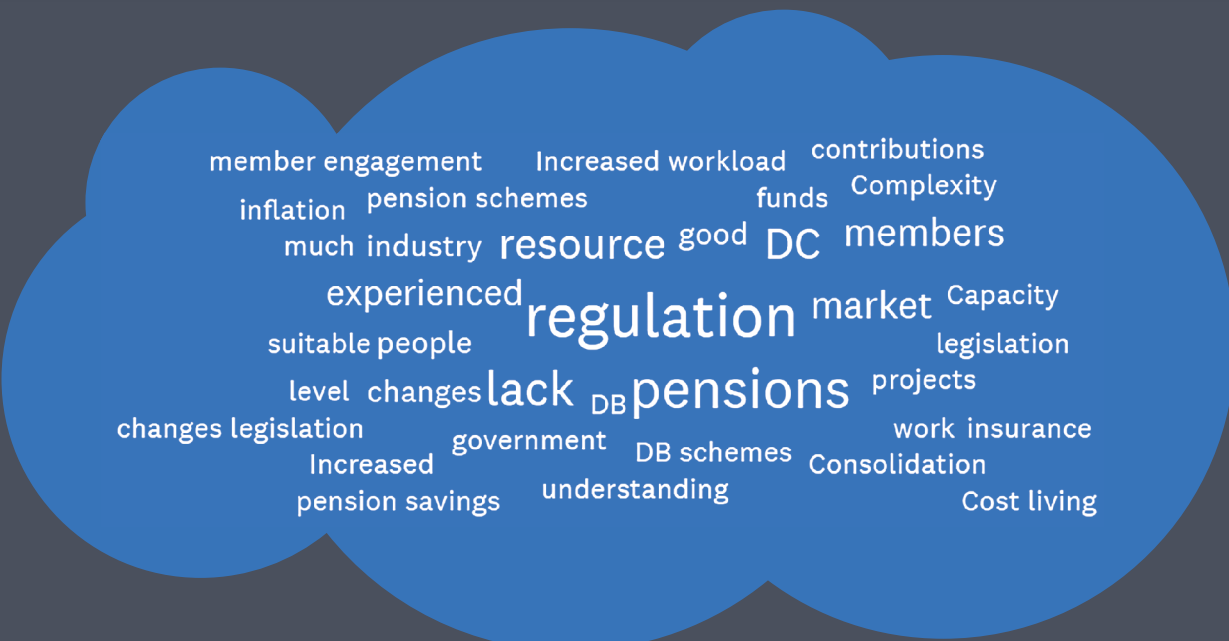 contributions
member engagement Increased workload
Complexity
pension schemes funds
inflation
members
good
much industry resource DC
experienced
Capacity
market
regulation
suitable people legislation
projects
level changes lack DB pensions
changes legislation work insurance
government
DB schemes
Increased Consolidation
understanding
pension savings Cost living